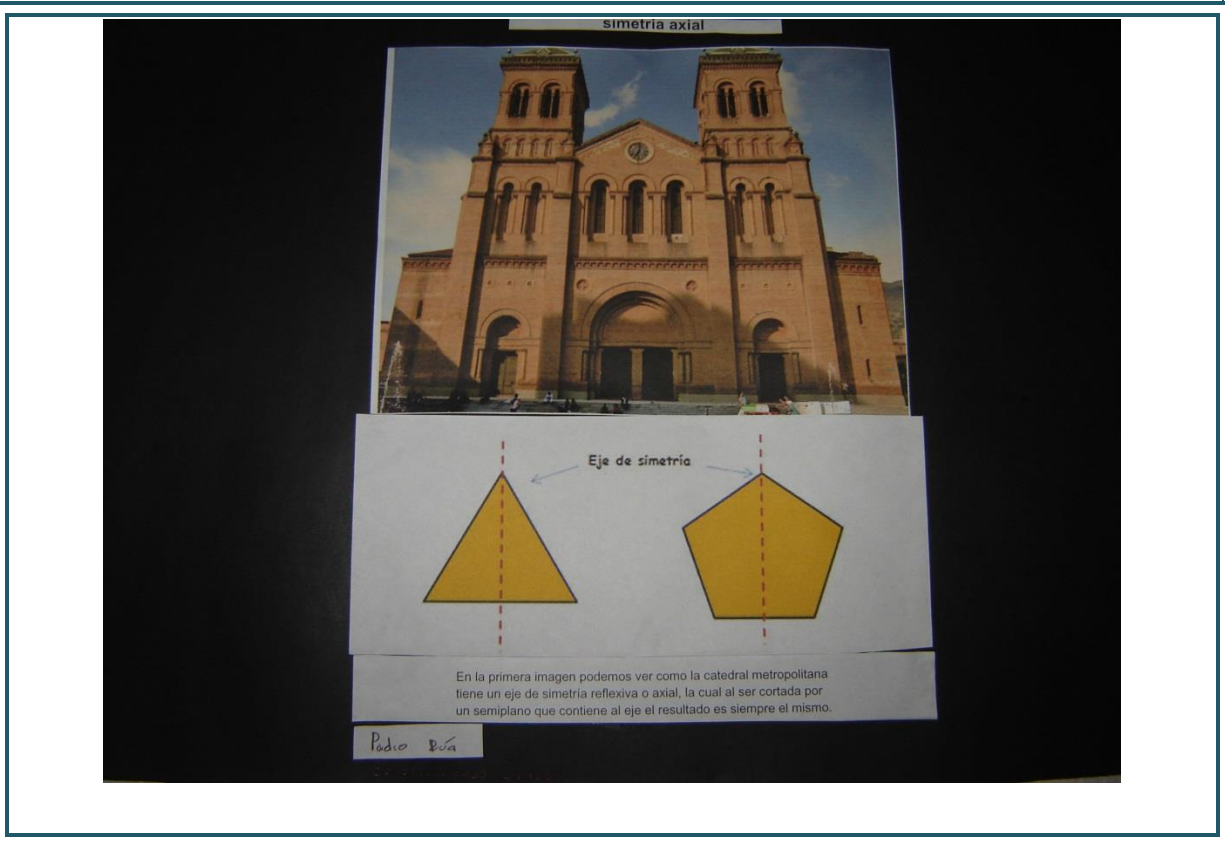 simetria axial
Eje de simetría
En la primera imagen podemos ver como la catedral metropolitana
tiene un eje de simetría reflexiva o axial, la cual al ser cortada por
un semiplano que contiene al eje el resultado es siempre el mismo.